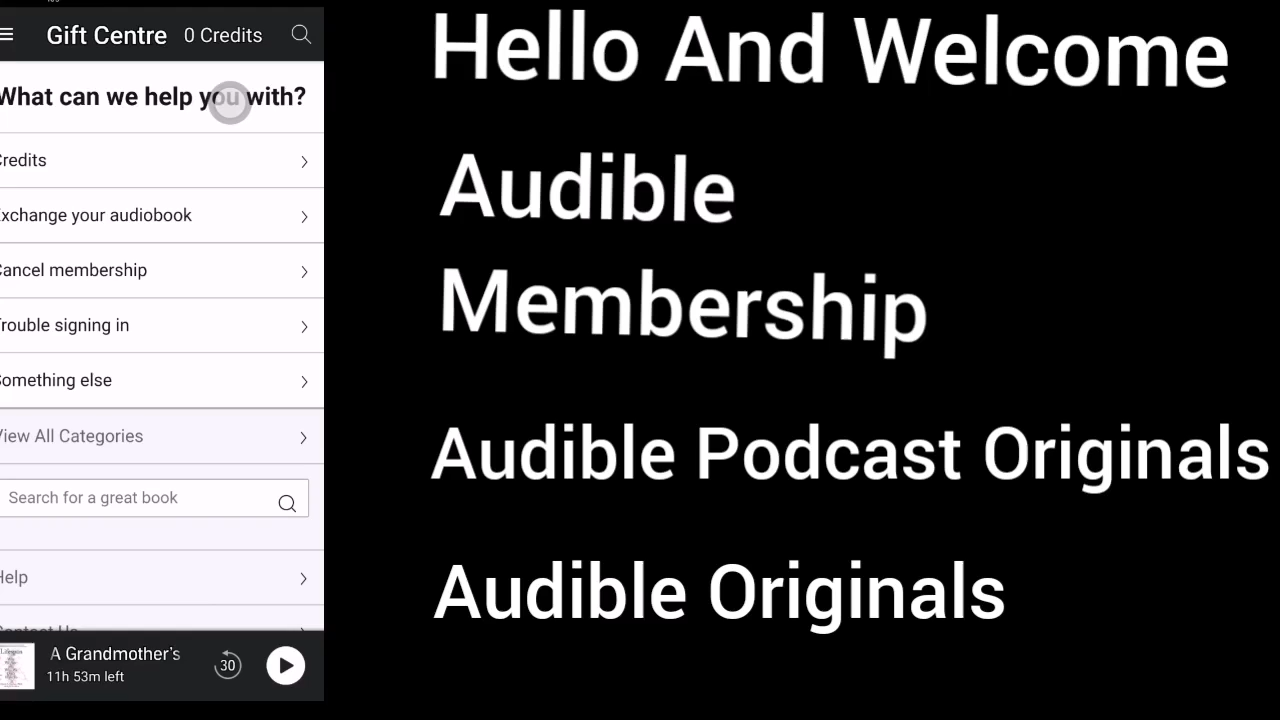 Gift Centre 0 Credits
What can we help you with?
Credits
Exchange your audiobook
Cancel membership
Trouble signing in
Something else
View All Categories
Search for a great book
Help
Contact Us
A Grandmother's
11h 53m left
30
Hello And Welcome
Audible
Membership
Audible Podcast Originals
Audible Originals